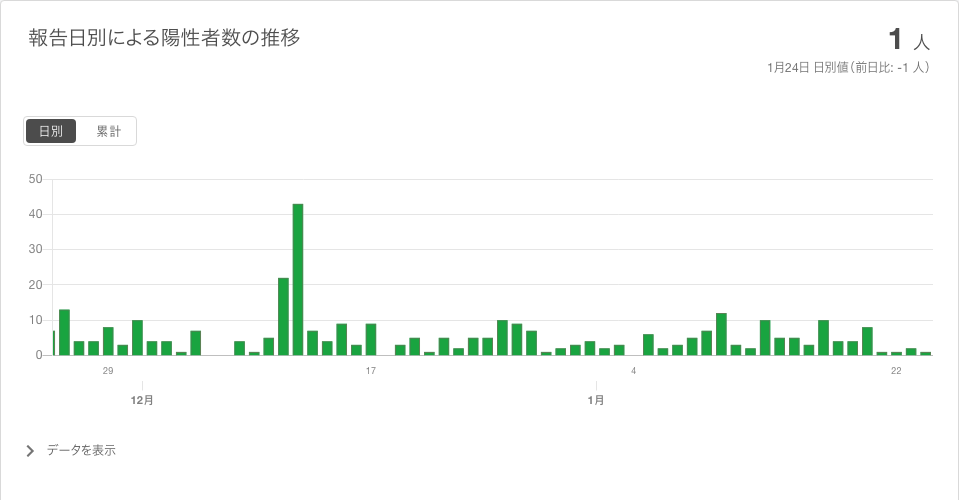 報告日別による陽性者数の推移
1 人
1月24日 日別値（前日比: -1 人）
日別 累計
50
40
30
20
10
0
29 17 4 22
12月 1月
データを表示